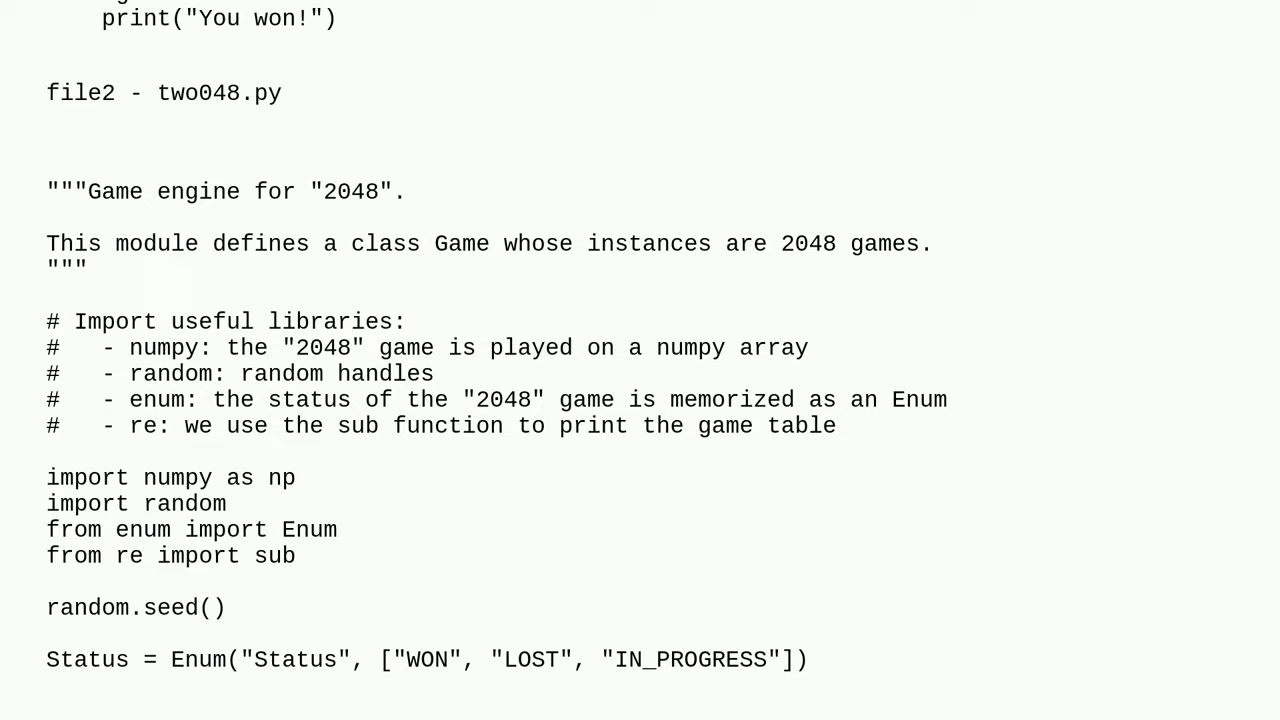 print("You won!")
file2 - two048.py
"""Game engine for "2048".
This module defines a class Game whose instances are 2048 games.
"""
# Import useful libraries:
#   - numpy: the "2048" game is played on a numpy array
#   - random: random handles
#   - enum: the status of the "2048" game is memorized as an Enum
#   - re: we use the sub function to print the game table
import numpy as np
import random
from enum import Enum
from re import sub
random.seed()
Status = Enum("Status", ["WON", "LOST", "IN_PROGRESS"])